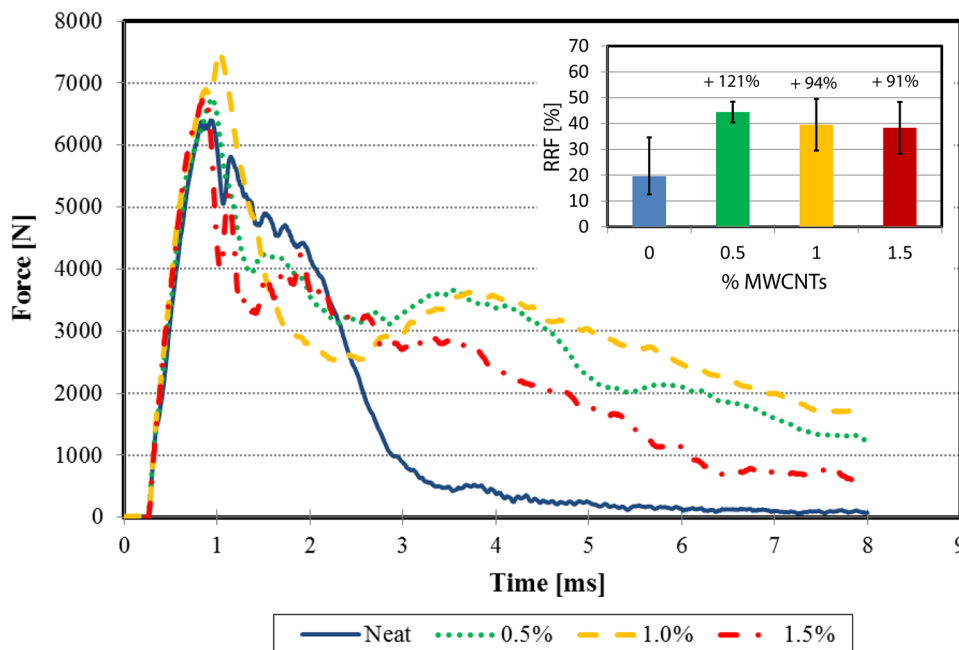 8000
7000
6000
5000
4000
3000
2000
1000
0
Force [N]
0 1 2 3 4 5 6 7 8 9
Time [ms]
70
60
50
40
30
20
10
0
RRF [%]
+ 121%
+ 94%
+ 91%
0 0.5 1 1.5
% MWCNTs
Neat 0.5% 1.0% 1.5%